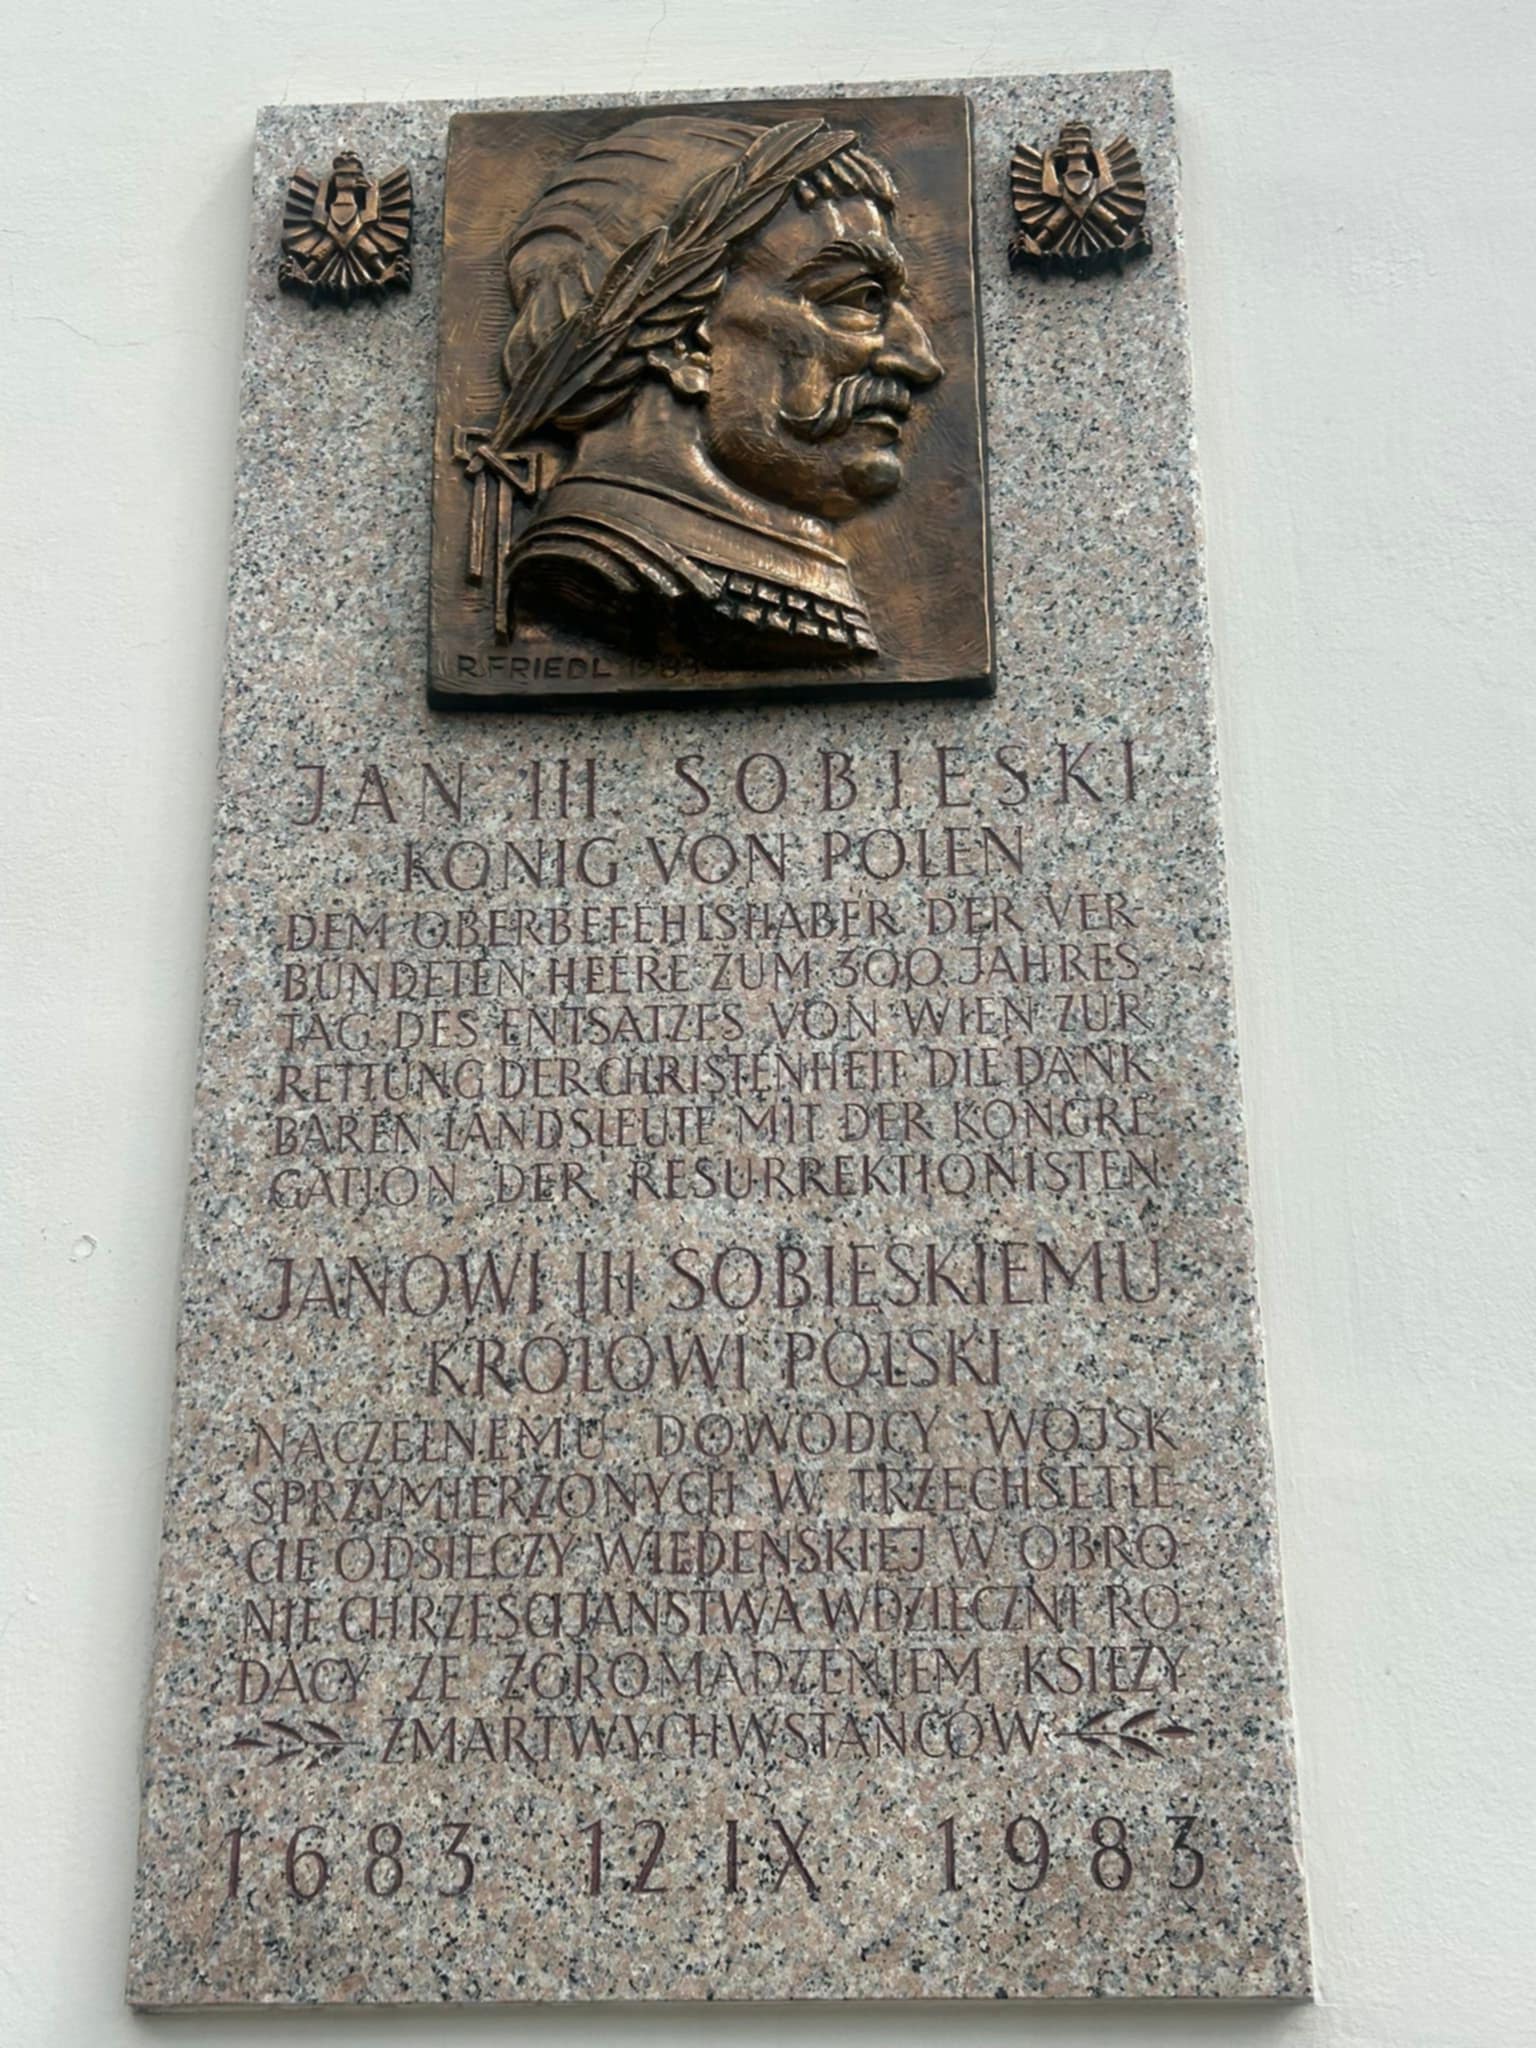 R.FRIEDL 1983
JAN III SOBIESKI
KÖNIG VON POLEN
DEM OBERBEFEHLSHABER DER VER
BÜNDETEN HEERE ZUM 300 JAHRES
TAG DES ENTSATZES VON WIEN ZUR
RETTUNG DER CHRISTENHEIT DIE DANK
BAREN LANDSLEUTE MIT DER KONGRE
GATION DER RESURREKTIONISTEN
JANOWI III SOBIESKIEMU
KRÓLOWI POLSKI
NACZELNEMU DOWÓDCY WOJSK
SPRZYMIERZONYCH W TRZECHSETLE
CIE ODSIECZY WIEDEŃSKIEJ W OBRO
NIE CHRZEŚCIJAŃSTWA WDZIĘCZNI RO
DACY ZE ZGROMADZENIEM KSIĘŻY
ZMARTWYCHWSTAŃCÓW
1683 12 IX 1983